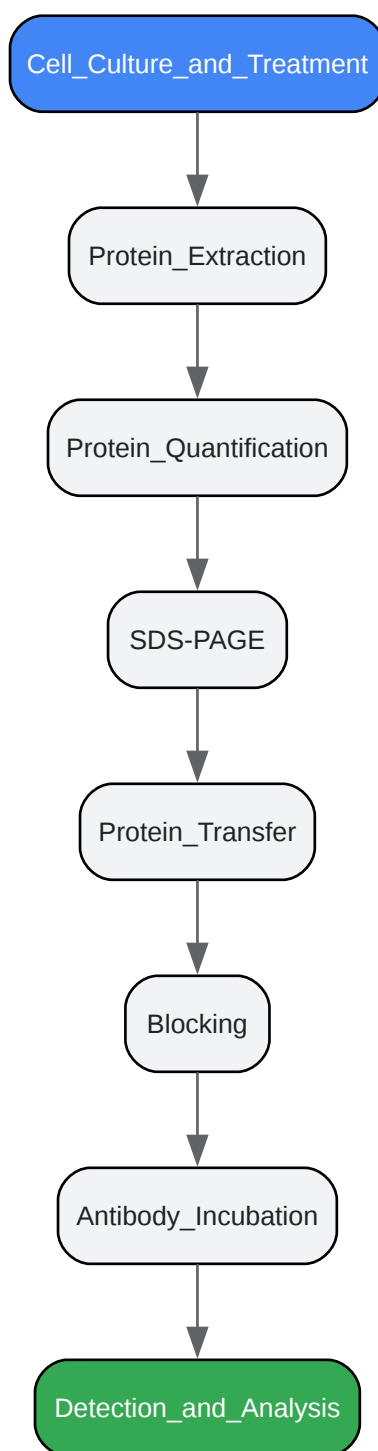 Cell_Culture_and_Treatment
Protein_Extraction
Protein_Quantification
SDS-PAGE
Protein_Transfer
Blocking
Antibody_Incubation
Detection_and_Analysis